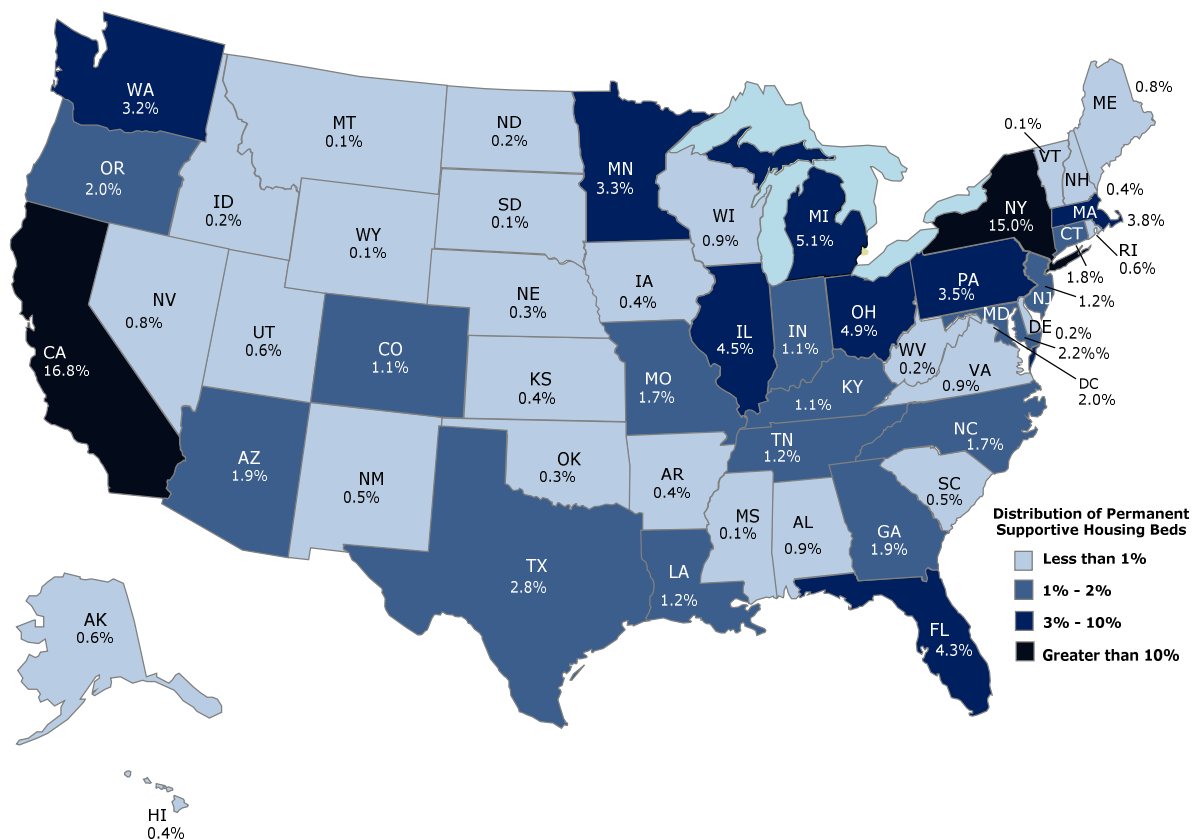 WA
3.2%
OR
2.0%
CA
16.8%
ID
0.2%
NV
0.8%
MT
0.1%
WY
0.1%
UT
0.6%
CO
1.1%
AZ
1.9%
NM
0.5%
ND
0.2%
SD
0.1%
NE
0.3%
KS
0.4%
OK
0.3%
TX
2.8%
MN
3.3%
IA
0.4%
MO
1.7%
AR
0.4%
LA
1.2%
WI
0.9%
IL
4.5%
MI
5.1%
IN
1.1%
OH
4.9%
KY
1.1%
TN
1.2%
MS
0.1%
AL
0.9%
GA
1.9%
FL
4.3%
SC
0.5%
NC
1.7%
VA
0.9%
WV
0.2%
PA
3.5%
NY
15.0%
0.1%
VT
NH
0.4%
ME
0.8%
MA
3.8%
RI
0.6%
CT
1.8%
NJ
1.2%
DE
0.2%
MD
2.2%%
DC
2.0%
AK
0.6%
HI
0.4%
Distribution of Permanent
Supportive Housing Beds
Less than 1%
1% - 2%
3% - 10%
Greater than 10%